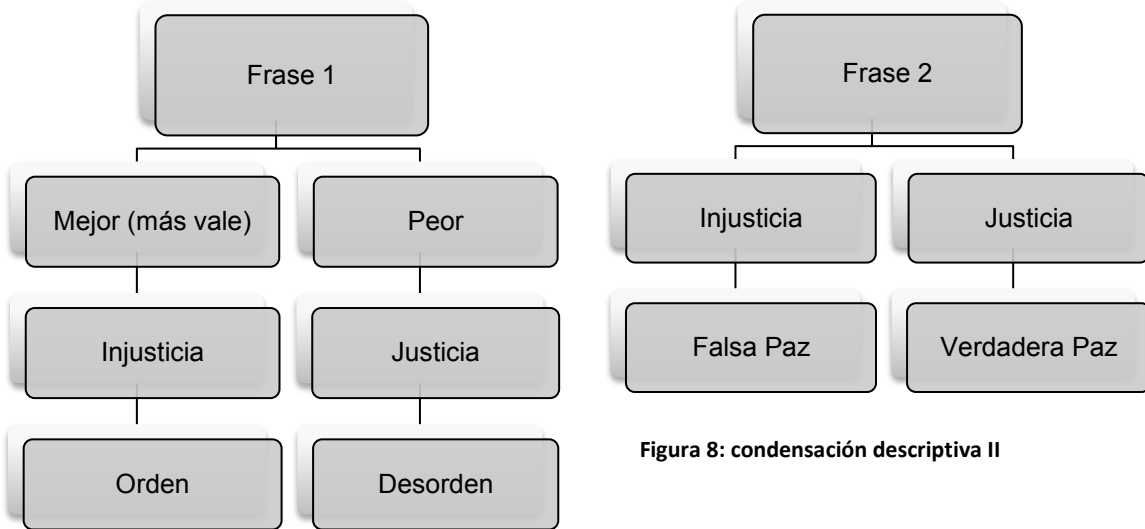 Frase 1
Mejor (más vale)
Peor
Injusticia
Justicia
Orden
Desorden
Frase 2
Injusticia
Justicia
Falsa Paz
Verdadera Paz
Figura 8: condensación descriptiva II